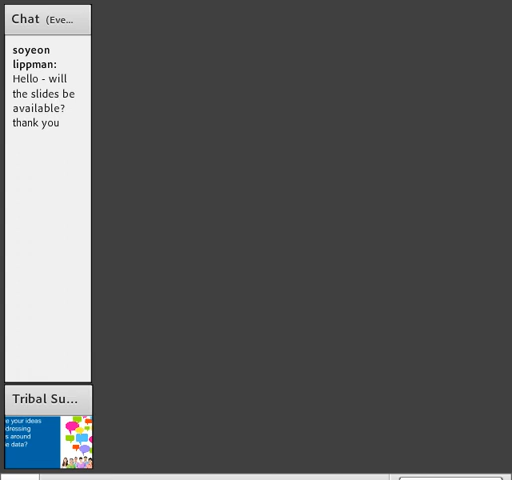 Chat (Eve...
soyeon
lippman:
Hello - will
the slides be
available?
thank you
Tribal Su...
e your ideas
dressing
s around
e data?